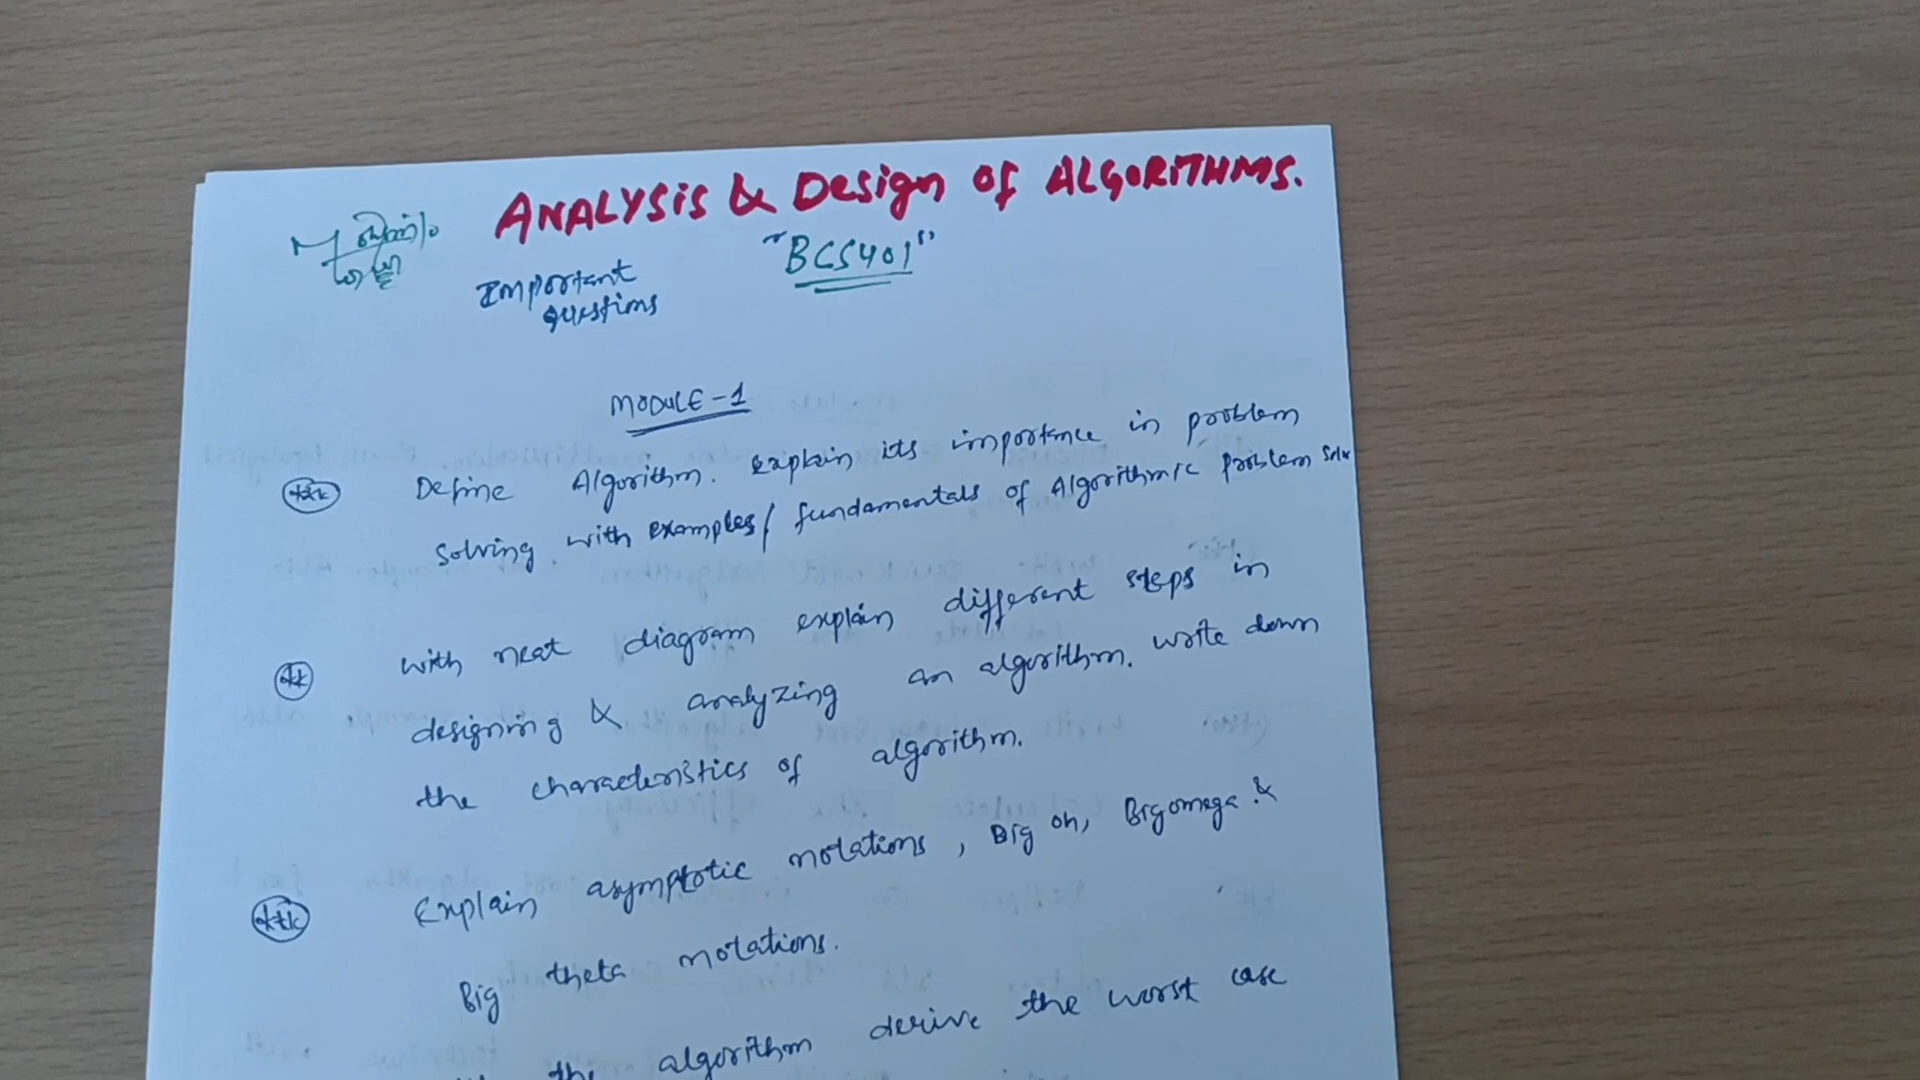 ANALYSIS & Design OF ALGORITHMS.
"BCS401"
Important
questions
MODULE-1
Define Algorithm. Explain its importance in problem
solving with examples/ fundamentals of Algorithmic problem solv
With neat diagram explain different steps in
designing & analyzing an algorithm. write down
the characteristics of algorithm.
Explain asymptotic notations, Big oh, Big omega &
Big theta notations.
the algorithm derive the worst case